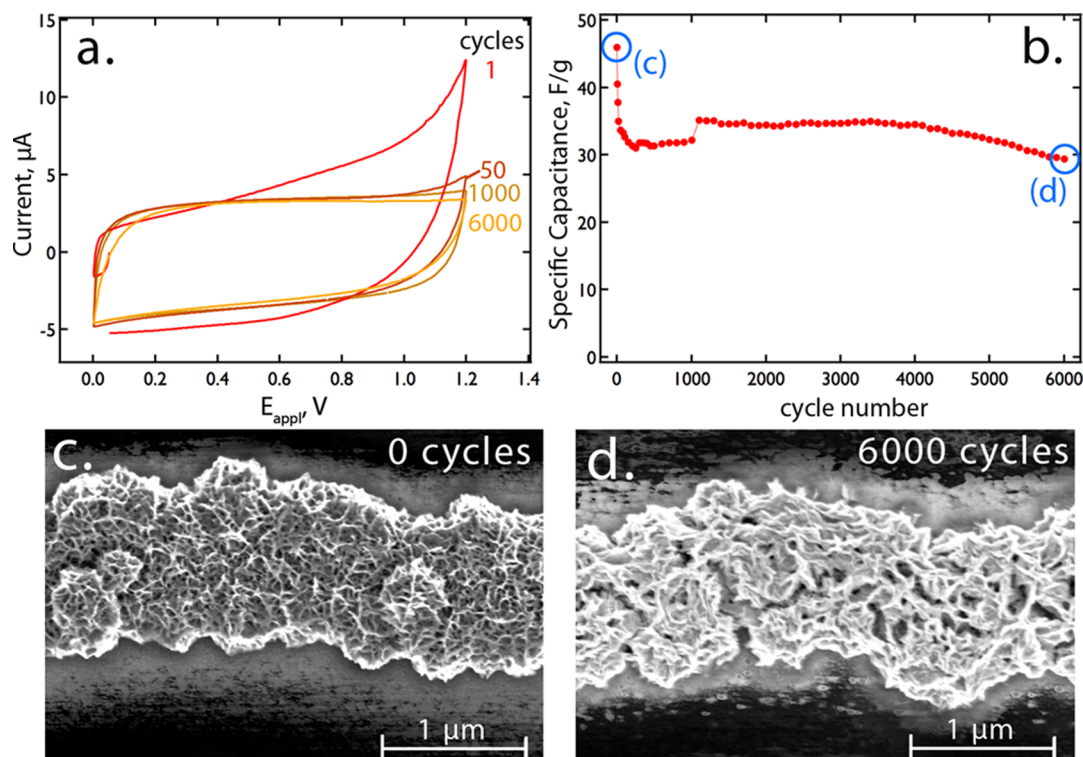 a.
cycles
1
50
1000
6000
15
10
5
0
-5
Current, µA
0.0 0.2 0.4 0.6 0.8 1.0 1.2 1.4
E appl, V
b.
(c)
(d)
50
40
30
20
10
0
Specific Capacitance, F/g
0 1000 2000 3000 4000 5000 6000
cycle number
c.
0 cycles
1 µm
d.
6000 cycles
1 µm